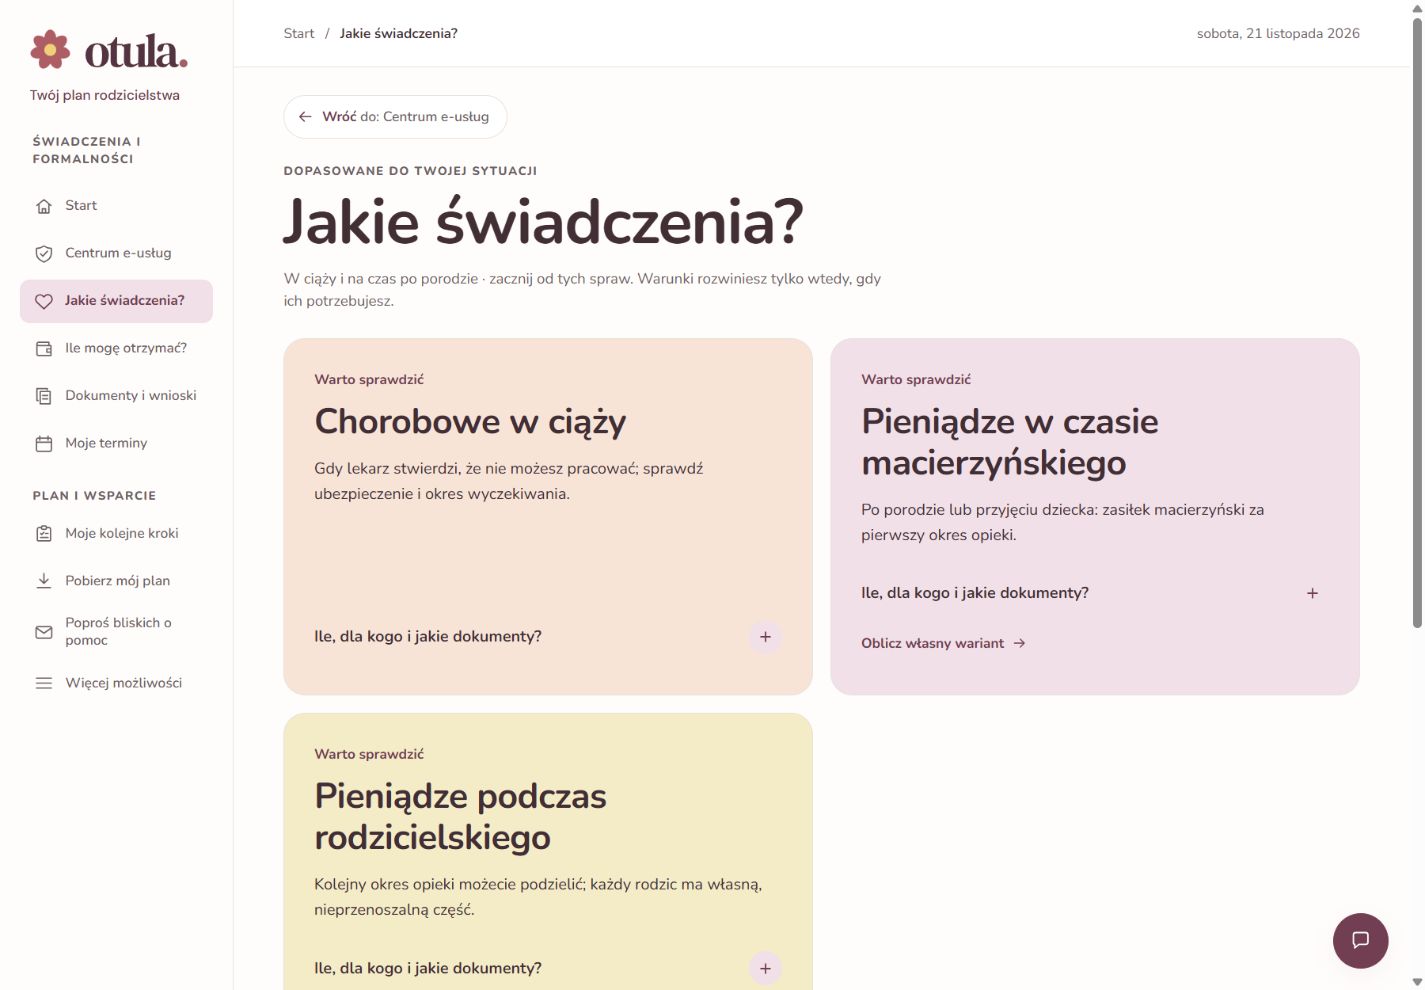 otula.
Twój plan rodzicielstwa
ŚWIADCZENIA I
FORMALNOŚCI
Start
Centrum e-usług
Jakie świadczenia?
Ile mogę otrzymać?
Dokumenty i wnioski
Moje terminy
PLAN I WSPARCIE
Moje kolejne kroki
Pobierz mój plan
Poproś bliskich o
pomoc
Więcej możliwości
Start / Jakie świadczenia?
sobota, 21 listopada 2026
← Wróć do: Centrum e-usług
DOPASOWANE DO TWOJEJ SYTUACJI
Jakie świadczenia?
W ciąży i na czas po porodzie · zacznij od tych spraw. Warunki rozwiniesz tylko wtedy, gdy
ich potrzebujesz.
Warto sprawdzić
Chorobowe w ciąży
Gdy lekarz stwierdzi, że nie możesz pracować; sprawdź
ubezpieczenie i okres wyczekiwania.
Ile, dla kogo i jakie dokumenty? +
Warto sprawdzić
Pieniądze w czasie
macierzyńskiego
Po porodzie lub przyjęciu dziecka: zasiłek macierzyński za
pierwszy okres opieki.
Ile, dla kogo i jakie dokumenty? +
Oblicz własny wariant →
Warto sprawdzić
Pieniądze podczas
rodzicielskiego
Kolejny okres opieki możecie podzielić; każdy rodzic ma własną,
nieprzenoszalną część.
Ile, dla kogo i jakie dokumenty? +